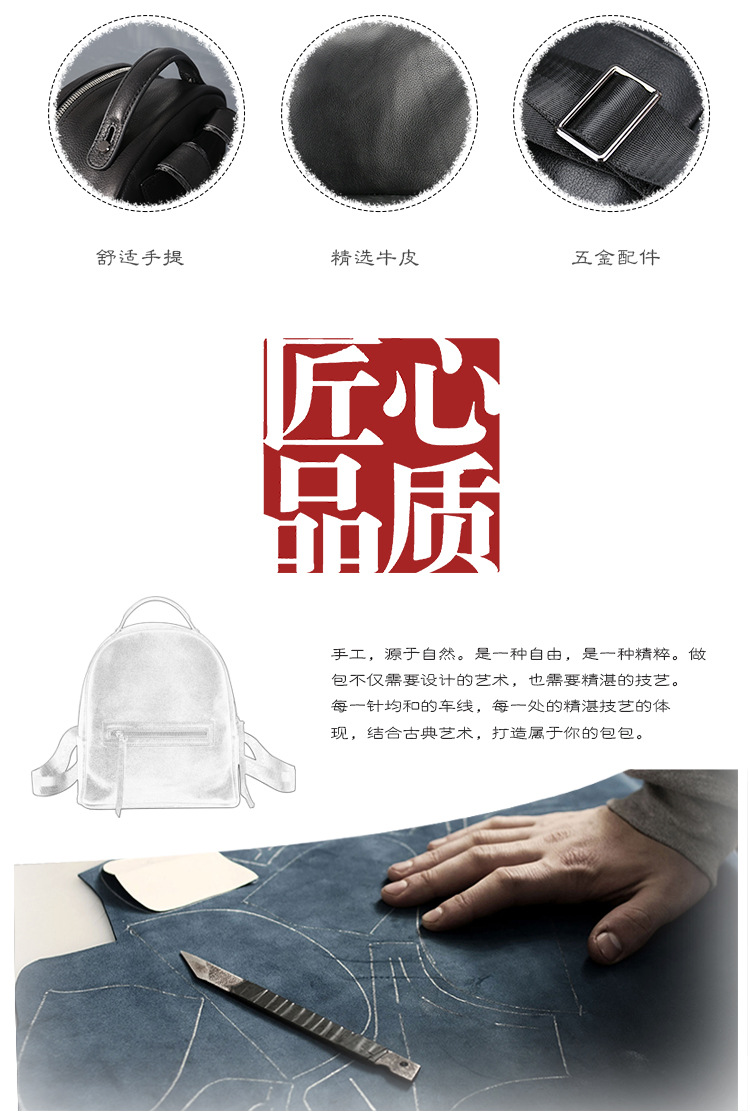 舒适手提
精选牛皮
五金配件
匠心
品质
手工，源于自然。是一种自由，是一种精粹。做
包不仅需要设计的艺术，也需要精湛的技艺。
每一针均和的车线，每一处的精湛技艺的体
现，结合古典艺术，打造属于你的包包。